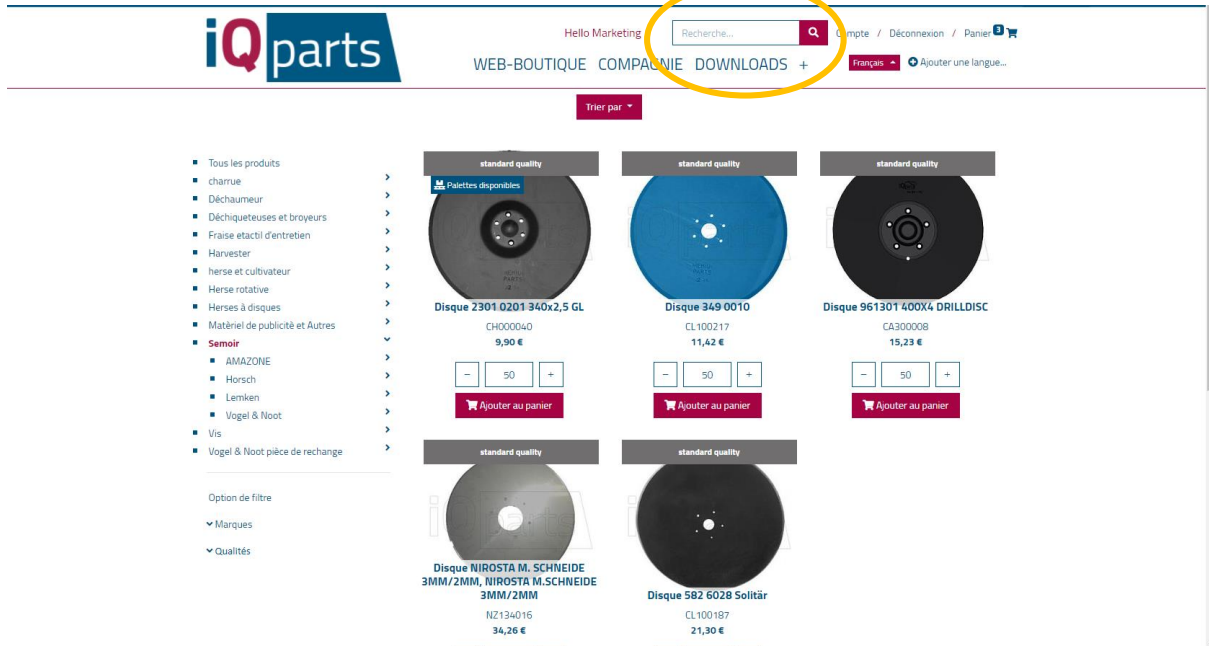 iQ parts
Hello Marketing
Recherche...
Compte / Déconnexion / Panier 3
WEB-BOUTIQUE COMPAGNIE DOWNLOADS +
Français
Ajouter une langue...
Trier par
Tous les produits
charrue
Déchaumeur
Déchiqueteuses et broyeurs
Fraise etactil d'entretien
Harvester
herse et cultivateur
Herse rotative
Herses à disques
Matèriel de publicitè et Autres
Semoir
AMAZONE
Horsch
Lemken
Vogel & Noot
Vis
Vogel & Noot pièce de rechange
Option de filtre
Marques
Qualités
standard quality
Palettes disponibles
Disque 2301 0201 340x2,5 GL
CH000040
9,90 €
- 50 +
Ajouter au panier
standard quality
Disque 349 0010
CL100217
11,42 €
- 50 +
Ajouter au panier
standard quality
Disque 961301 400X4 DRILLDISC
CA300008
15,23 €
- 50 +
Ajouter au panier
standard quality
Disque NIROSTA M. SCHNEIDE
3MM/2MM, NIROSTA M.SCHNEIDE
3MM/2MM
NZ134016
34,26 €
standard quality
Disque 582 6028 Solitär
CL100187
21,30 €